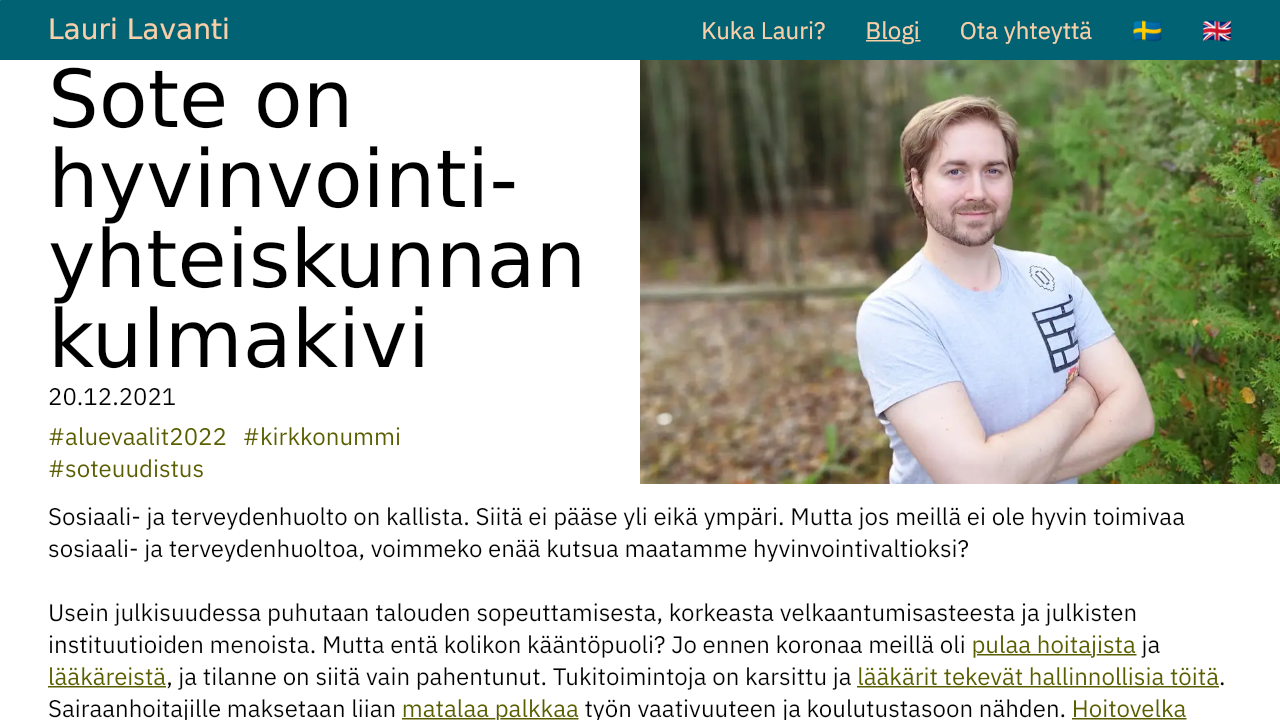 Lauri Lavanti
Kuka Lauri?
Blogi
Ota yhteyttä
Sote on
hyvinvointi-
yhteiskunnan
kulmakivi
20.12.2021
#aluevaalit2022 #kirkkonummi
#soteuudistus
Sosiaali- ja terveydenhuolto on kallista. Siitä ei pääse yli eikä ympäri. Mutta jos meillä ei ole hyvin toimivaa
sosiaali- ja terveydenhuoltoa, voimmeko enää kutsua maatamme hyvinvointivaltioksi?
Usein julkisuudessa puhutaan talouden sopeuttamisesta, korkeasta velkaantumisasteesta ja julkisten
instituutioiden menoista. Mutta entä kolikon kääntöpuoli? Jo ennen koronaa meillä oli pulaa hoitajista ja
lääkäreistä, ja tilanne on siitä vain pahentunut. Tukitoimintoja on karsittu ja lääkärit tekevät hallinnollisia töitä.
Sairaanhoitajille maksetaan liian matalaa palkkaa työn vaativuuteen ja koulutustasoon nähden. Hoitovelka